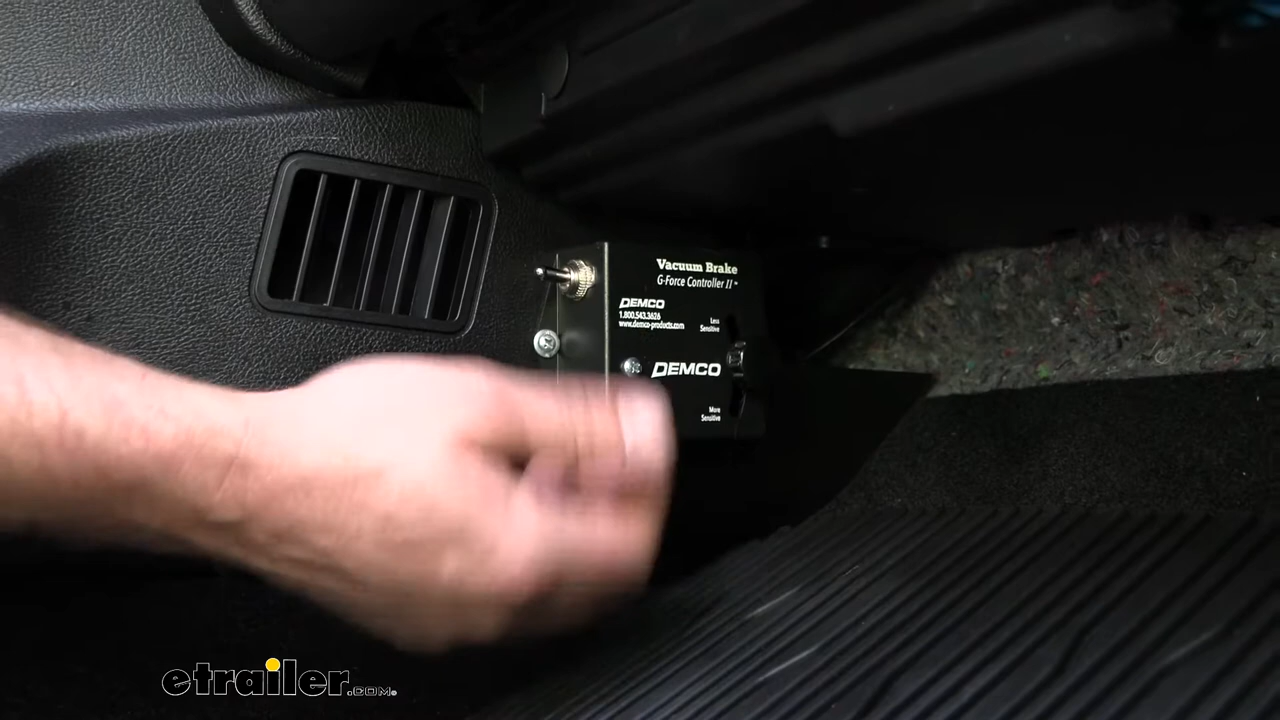 Vacuum Brake
G-Force Controller II™
DEMCO
1.800.543.3626
www.demco-products.com
Less
Sensitive
DEMCO
More
Sensitive
etrailer.COM®